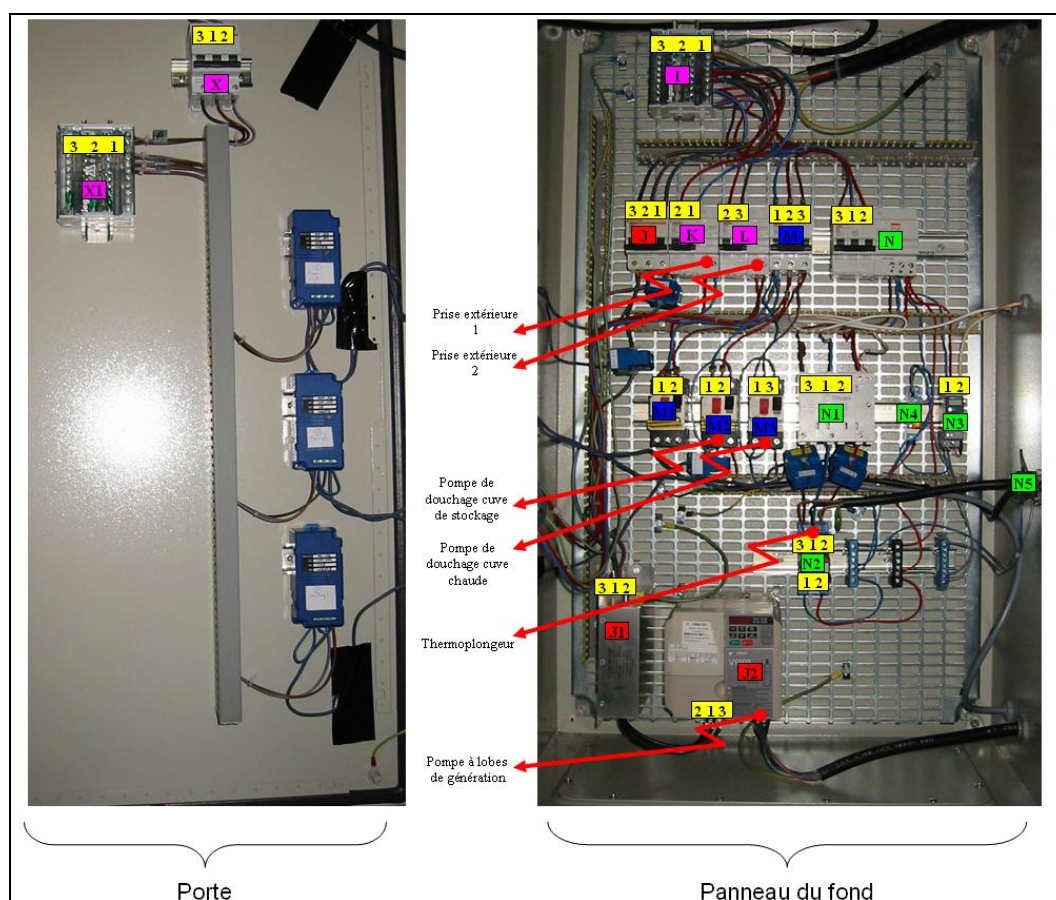 3 1 2
X
3 2 1
X1
3 2 1
I
3 2 1
2 1
2 3
1 2 3
3 1 2
J
K
L
M
N
Prise extérieure
1
Prise extérieure
2
1 2
1 2
1 3
3 1 2
1 2
M1
M2
M3
N1
N4
N3
N5
Pompe de
douchage cuve
de stockage
Pompe de
douchage cuve
chaude
3 1 2
N2
1 2
Thermoplongeur
3 1 2
J1
J2
2 1 3
Pompe à lobes
de génération
Porte
Panneau du fond